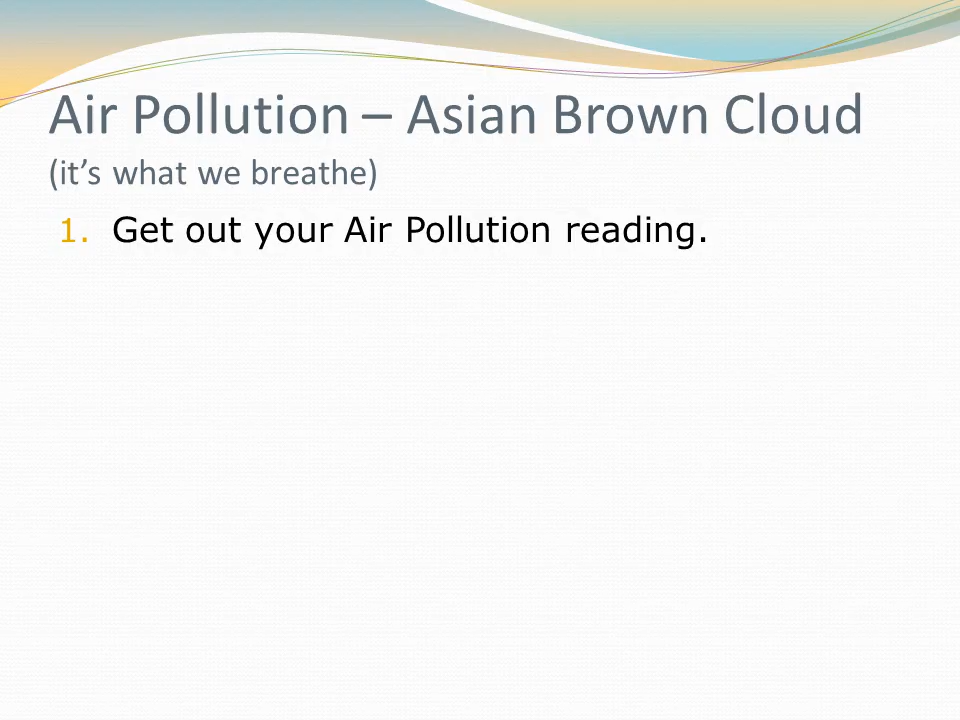 Air Pollution – Asian Brown Cloud
(it’s what we breathe)
1. Get out your Air Pollution reading.